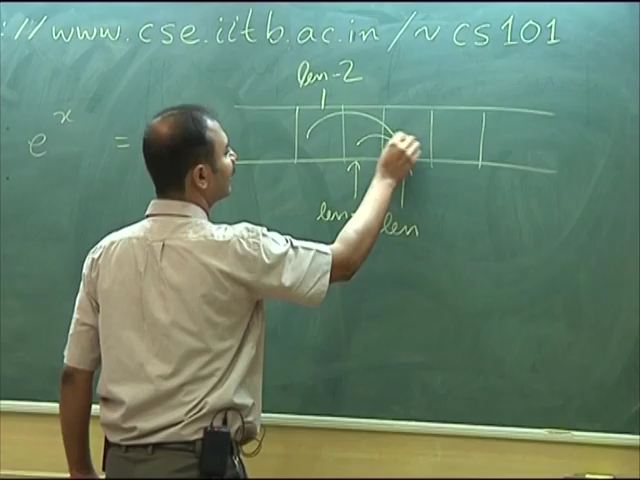 ://www.cse.iitb.ac.in/~cs101
len-2
e^x =
len- len